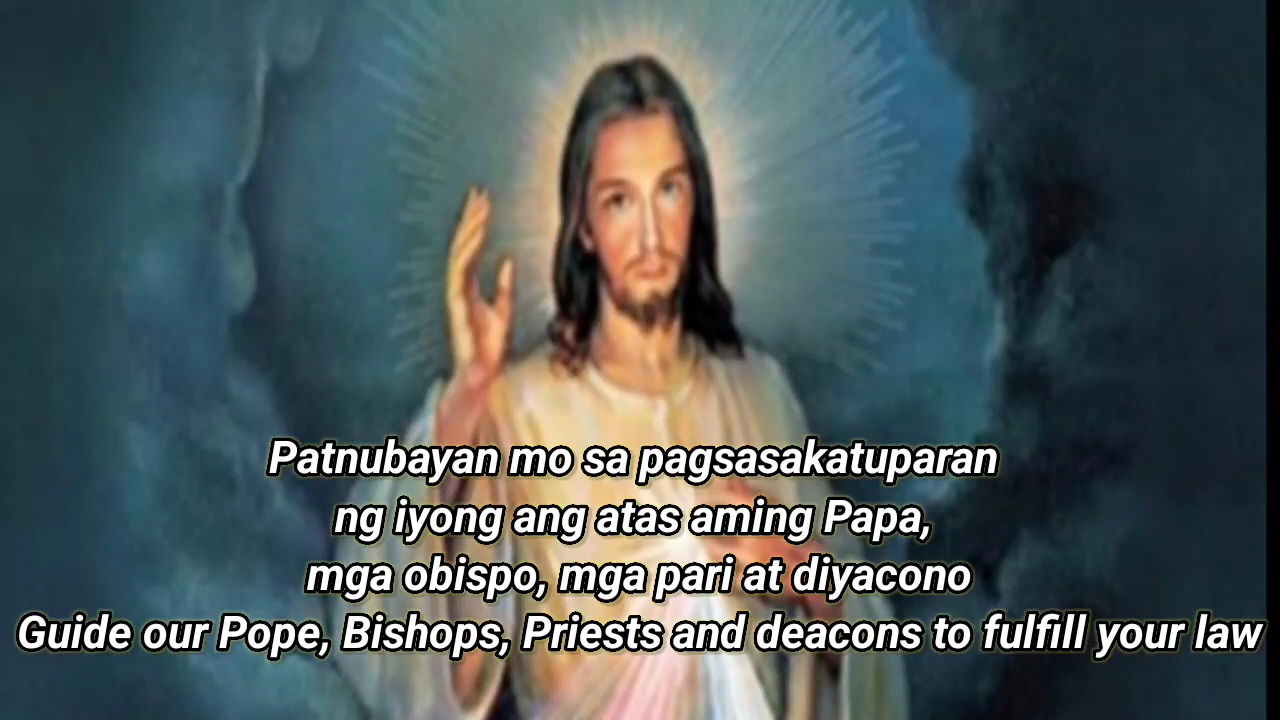 Patnubayan mo sa pagsasakatuparan
ng iyong ang atas aming Papa,
mga obispo, mga pari at diyacono
Guide our Pope, Bishops, Priests and deacons to fulfill your law